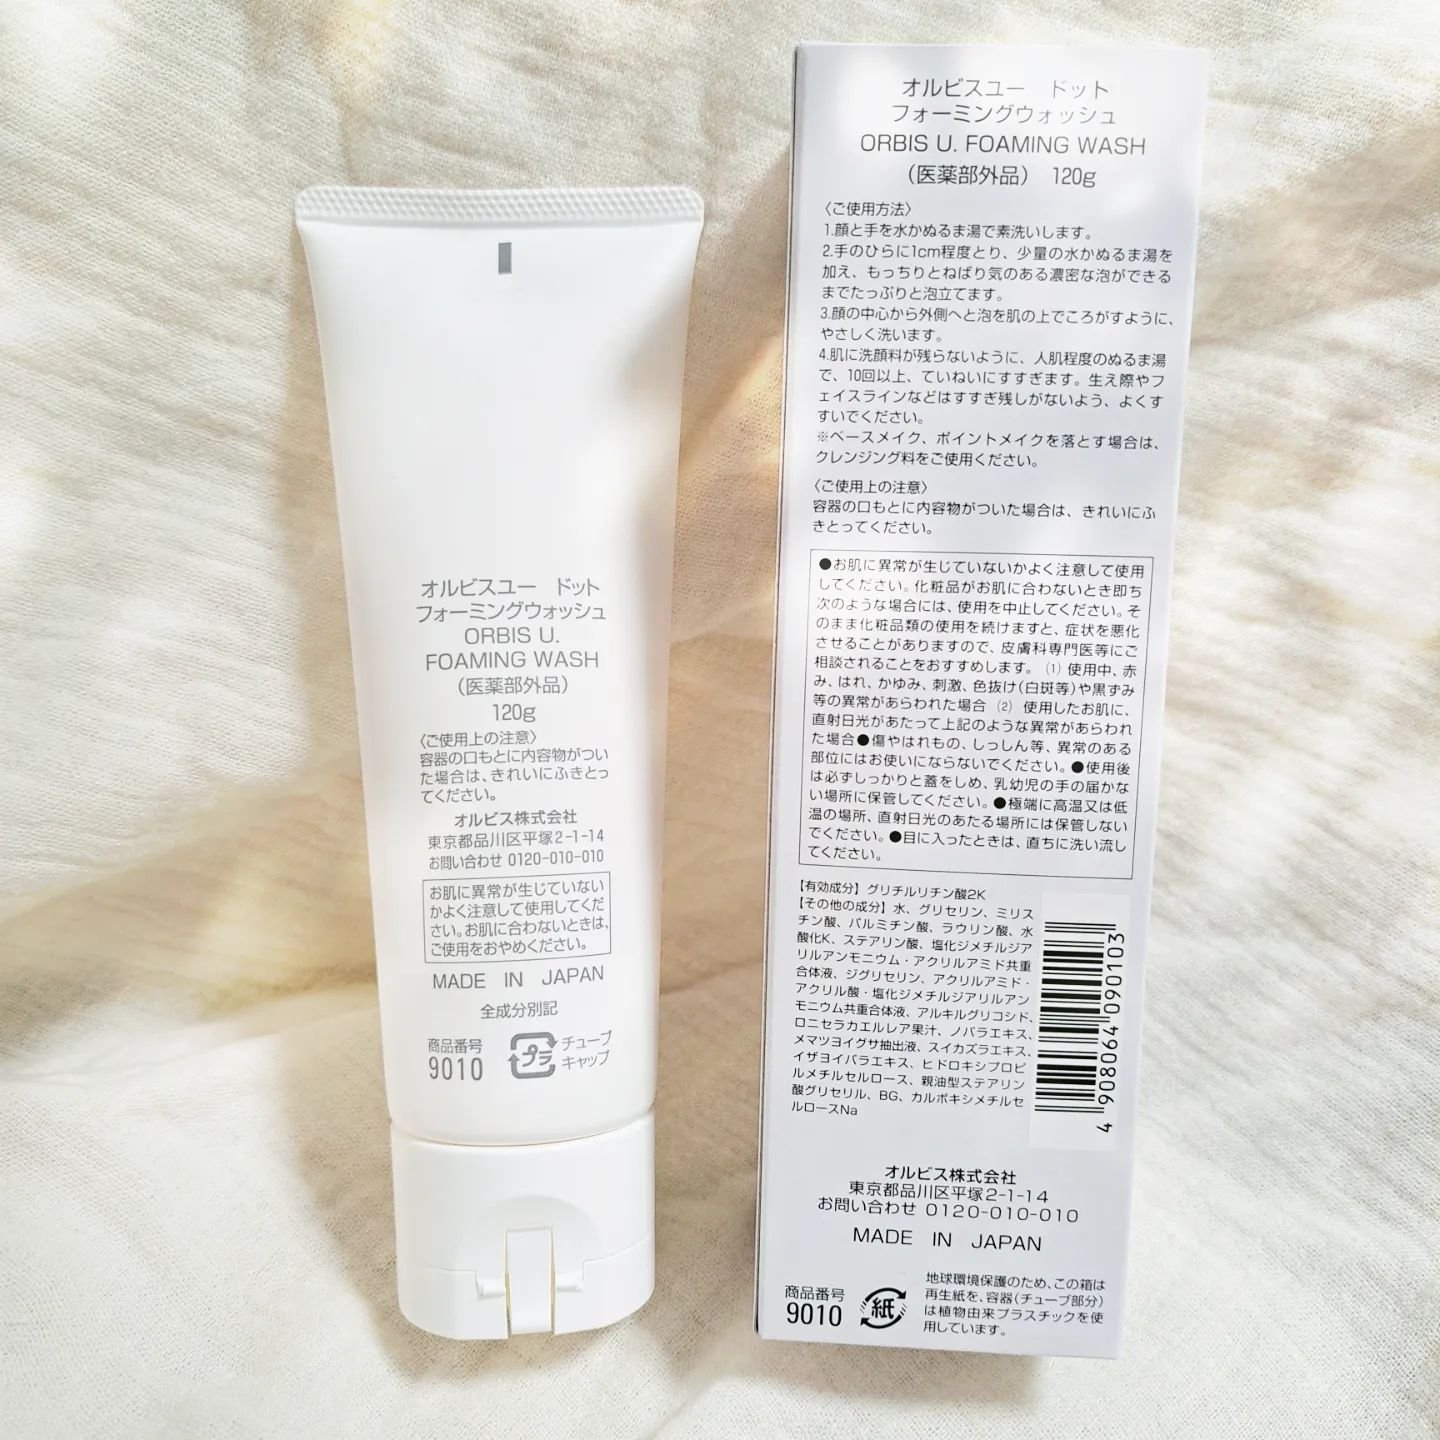 オルビスユー　ドット
フォーミングウォッシュ
ORBIS U.
FOAMING WASH
（医薬部外品）
120g
〈ご使用上の注意〉
容器の口もとに内容物がつい
た場合は、きれいにふきとっ
てください。
オルビス株式会社
東京都品川区平塚2-1-14
お問い合わせ 0120-010-010
お肌に異常が生じていない
かよく注意して使用してくだ
さい。お肌に合わないときは、
ご使用をおやめください。
MADE IN JAPAN
全成分別記
商品番号
9010
プラ
チューブ
キャップ
オルビスユー　ドット
フォーミングウォッシュ
ORBIS U. FOAMING WASH
（医薬部外品）　120g
〈ご使用方法〉
1.顔と手を水かぬるま湯で素洗いします。
2.手のひらに1cm程度とり、少量の水かぬるま湯を
加え、もっちりとねばり気のある濃密な泡ができる
までたっぷりと泡立てます。
3.顔の中心から外側へと泡を肌の上でころがすように、
やさしく洗います。
4.肌に洗顔料が残らないように、人肌程度のぬるま湯
で、10回以上、ていねいにすすぎます。生え際やフ
ェイスラインなどはすすぎ残しがないよう、よくす
すいでください。
※ベースメイク、ポイントメイクを落とす場合は、
クレンジング料をご使用ください。
〈ご使用上の注意〉
容器の口もとに内容物がついた場合は、きれいにふ
きとってください。
●お肌に異常が生じていないかよく注意して使用
してください。化粧品がお肌に合わないとき即ち
次のような場合には、使用を中止してください。そ
のまま化粧品類の使用を続けますと、症状を悪化
させることがありますので、皮膚科専門医等にご
相談されることをおすすめします。(1) 使用中、赤
み、はれ、かゆみ、刺激、色抜け(白斑等)や黒ずみ
等の異常があらわれた場合 (2) 使用したお肌に、
直射日光があたって上記のような異常があらわれ
た場合●傷やはれもの、しっしん等、異常のある
部位にはお使いにならないでください。●使用後
は必ずしっかりと蓋をしめ、乳幼児の手の届かな
い場所に保管してください。●極端に高温又は低
温の場所、直射日光のあたる場所には保管しない
でください。●目に入ったときは、直ちに洗い流し
てください。
【有効成分】グリチルリチン酸2K
【その他の成分】水、グリセリン、ミリス
チン酸、パルミチン酸、ラウリン酸、水
酸化K、ステアリン酸、塩化ジメチルジア
リルアンモニウム・アクリルアミド共重
合体液、ジグリセリン、アクリルアミド・
アクリル酸・塩化ジメチルジアリルアン
モニウム共重合体液、アルキルグリコシド、
ロニセラカエルレア果汁、ノバラエキス、
メマツヨイグサ抽出液、スイカズラエキス、
イザヨイバラエキス、ヒドロキシプロピ
ルメチルセルロース、親油型ステアリン
酸グリセリル、BG、カルボキシメチルセ
ルロースNa
4 908064 090103
オルビス株式会社
東京都品川区平塚2-1-14
お問い合わせ 0120-010-010
MADE IN JAPAN
商品番号
9010
紙
地球環境保護のため、この箱は
再生紙を、容器(チューブ部分)
は植物由来プラスチックを使
用しています。